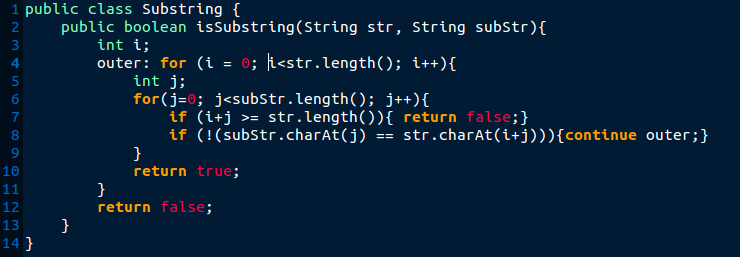 1 public class Substring {
2     public boolean isSubstring(String str, String subStr){
3         int i;
4         outer: for (i = 0; i<str.length(); i++){
5             int j;
6             for(j=0; j<subStr.length(); j++){
7                 if (i+j >= str.length()){ return false;}
8                 if (!(subStr.charAt(j) == str.charAt(i+j))){continue outer;}
9             }
10             return true;
11         }
12         return false;
13     }
14 }